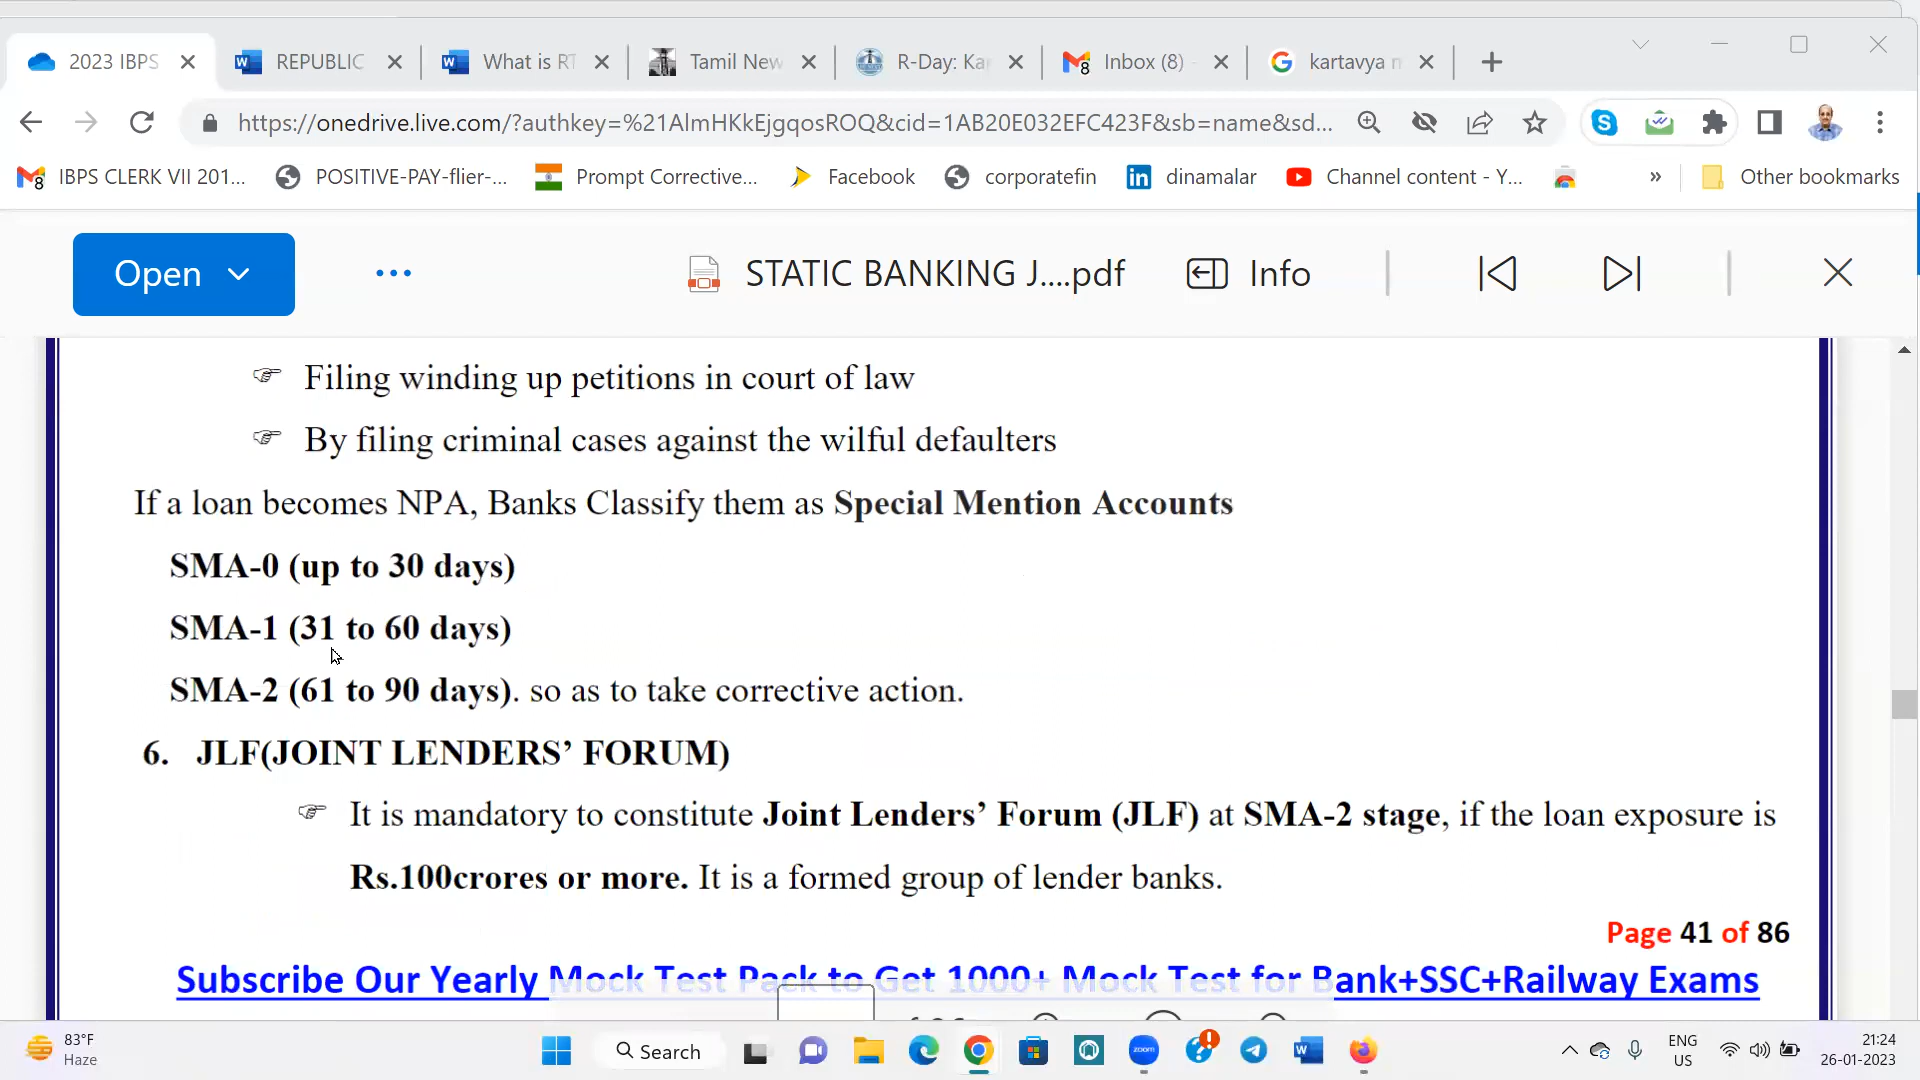 2023 IBPS
REPUBLIC
What is RT
Tamil New
R-Day: Ka
Inbox (8)
kartavya
https://onedrive.live.com/?authkey=%21AlmHKkEjgqosROQ&cid=1AB20E032EFC423F&sb=name&sd...
IBPS CLERK VII 201...
POSITIVE-PAY-flier-...
Prompt Corrective...
Facebook
corporatefin
dinamalar
Channel content - Y...
»
Other bookmarks
Open
STATIC BANKING J....pdf
Info
Filing winding up petitions in court of law
By filing criminal cases against the wilful defaulters
If a loan becomes NPA, Banks Classify them as Special Mention Accounts
SMA-0 (up to 30 days)
SMA-1 (31 to 60 days)
SMA-2 (61 to 90 days). so as to take corrective action.
6. JLF(JOINT LENDERS’ FORUM)
It is mandatory to constitute Joint Lenders’ Forum (JLF) at SMA-2 stage, if the loan exposure is
Rs.100crores or more. It is a formed group of lender banks.
Page 41 of 86
Subscribe Our Yearly Mock Test Pack to Get 1000+ Mock Test for Bank+SSC+Railway Exams
83°F
Haze
Search
zoom
ENG
US
21:24
26-01-2023